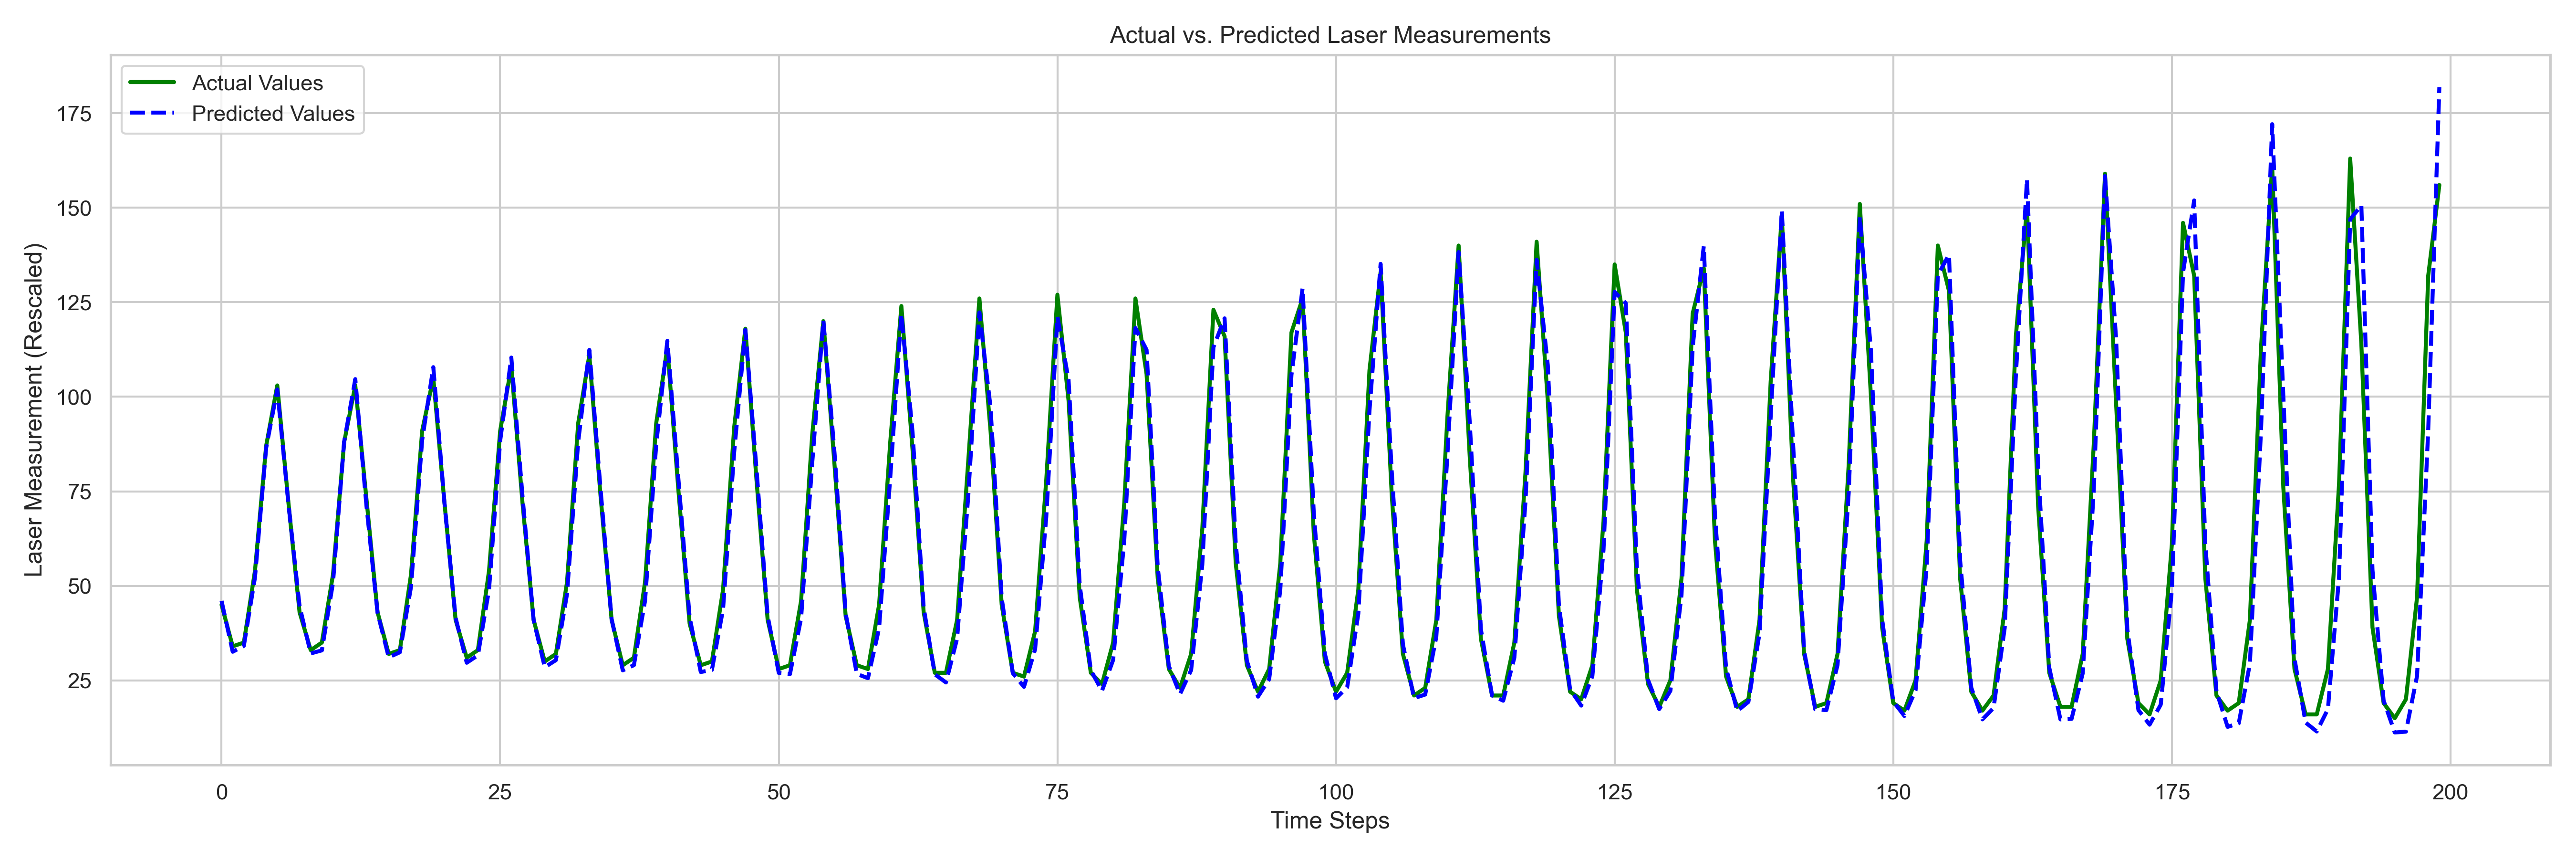 Actual vs. Predicted Laser Measurements
Actual Values
Predicted Values
175
150
125
100
75
50
25
Laser Measurement (Rescaled)
0 25 50 75 100 125 150 175 200
Time Steps